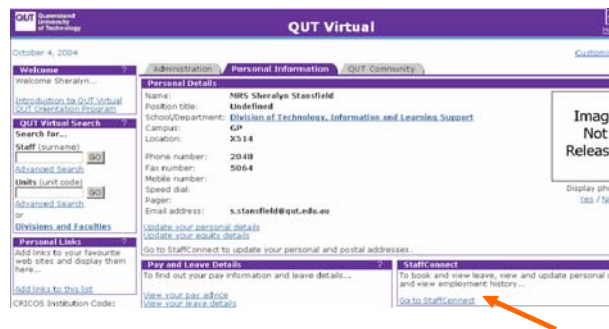 QUT Queensland
University
of Technology
QUT Virtual
October 4, 2004
Welcome ?
Welcome Sheralyn...
Introduction to QUT Virtual
QUT Orientation Program
QUT Virtual Search ?
Search for...
Staff (surname)
GO
Advanced Search
Units (unit code)
GO
Advanced Search
or
Divisions and Faculties
Personal Links ?
Add links to your favourite
web sites and display them
here...
Add links to this list
CRICOS Institution Code:
Administration
Personal Information
QUT Community
Personal Details
Name: MRS Sheralyn Stansfield
Position title: Undefined
School/Department: Division of Technology, Information and Learning Support
Campus: GP
Location: X514
Phone number: 2048
Fax number: 5064
Mobile number:
Speed dial:
Pager:
Email address: s.stansfield@qut.edu.au
Update your personal details
Update your equity details
Go to StaffConnect to update your personal and postal addresses.
Pay and Leave Details ?
To find out your pay information and leave details...
View your pay advice
View your leave details
Customi
Imag
Not
Releas
Display pho
Yes / N
StaffConnect
To book and view leave, view and update personal d
and view employment history...
Go to StaffConnect